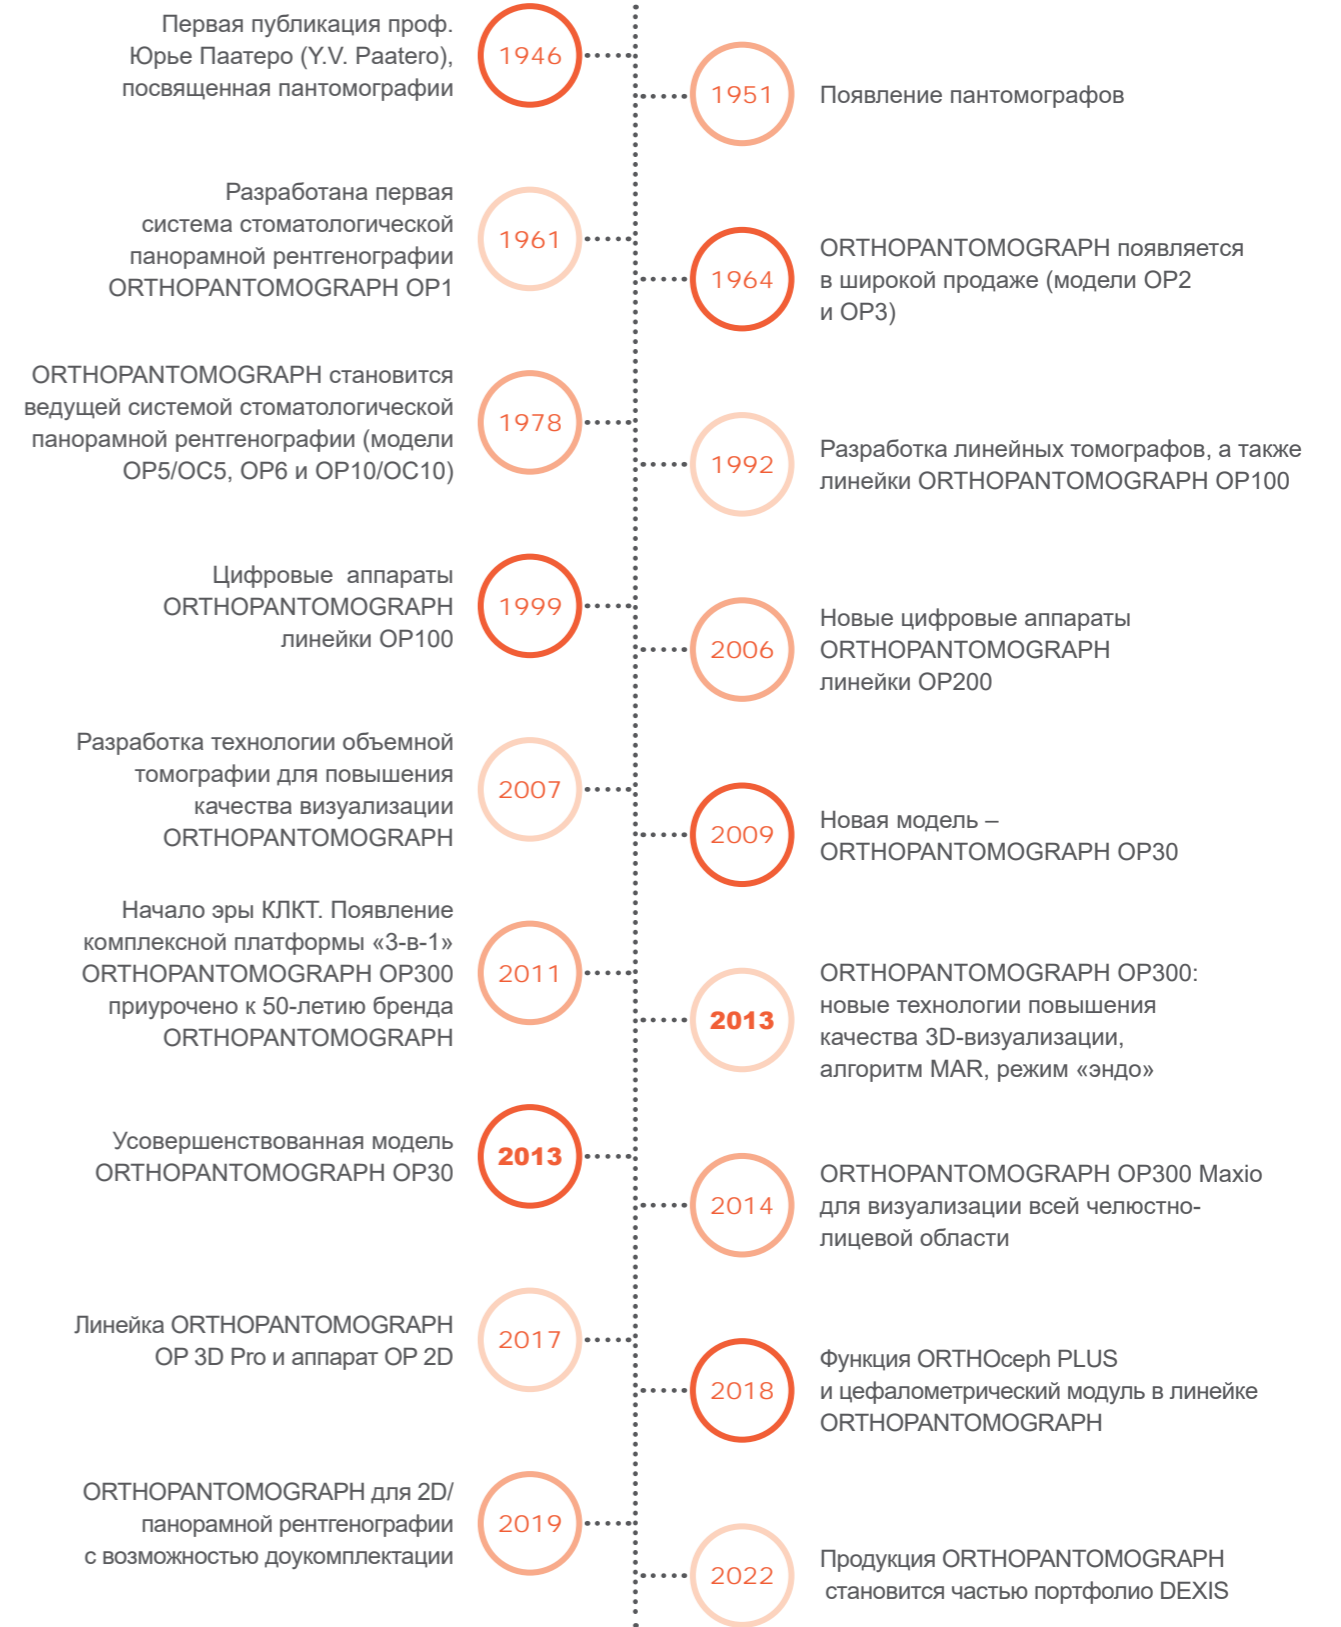 Первая публикация проф.
Юрье Паатеро (Y.V. Paatero),
посвященная пантомографии
1946
1951
Появление пантомографов
Разработана первая
система стоматологической
панорамной рентгенографии
ORTHOPANTOMOGRAPH OP1
1961
1964
ORTHOPANTOMOGRAPH появляется
в широкой продаже (модели OP2
и OP3)
ORTHOPANTOMOGRAPH становится
ведущей системой стоматологической
панорамной рентгенографии (модели
OP5/OC5, OP6 и OP10/OC10)
1978
1992
Разработка линейных томографов, а также
линейки ORTHOPANTOMOGRAPH OP100
Цифровые аппараты
ORTHOPANTOMOGRAPH
линейки OP100
1999
2006
Новые цифровые аппараты
ORTHOPANTOMOGRAPH
линейки OP200
Разработка технологии объемной
томографии для повышения
качества визуализации
ORTHOPANTOMOGRAPH
2007
2009
Новая модель –
ORTHOPANTOMOGRAPH OP30
Начало эры КЛКТ. Появление
комплексной платформы «3-в-1»
ORTHOPANTOMOGRAPH OP300
приурочено к 50-летию бренда
ORTHOPANTOMOGRAPH
2011
2013
ORTHOPANTOMOGRAPH OP300:
новые технологии повышения
качества 3D-визуализации,
алгоритм MAR, режим «эндо»
Усовершенствованная модель
ORTHOPANTOMOGRAPH OP30
2013
2014
ORTHOPANTOMOGRAPH OP300 Maxio
для визуализации всей челюстно-
лицевой области
Линейка ORTHOPANTOMOGRAPH
OP 3D Pro и аппарат OP 2D
2017
2018
Функция ORTHOceph PLUS
и цефалометрический модуль в линейке
ORTHOPANTOMOGRAPH
ORTHOPANTOMOGRAPH для 2D/
панорамной рентгенографии
с возможностью доукомплектации
2019
2022
Продукция ORTHOPANTOMOGRAPH
становится частью портфолио DEXIS